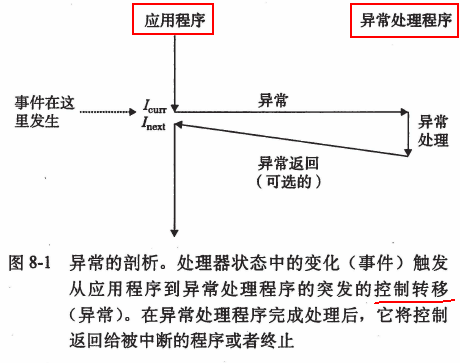 应用程序
异常处理程序
事件在这
里发生
Icurr
Inext
异常
异常
处理
异常返回
（可选的）
图 8-1 异常的剖析。处理器状态中的变化（事件）触发
从应用程序到异常处理程序的突发的控制转移
（异常）。在异常处理程序完成处理后，它将控制
返回给被中断的程序或者终止